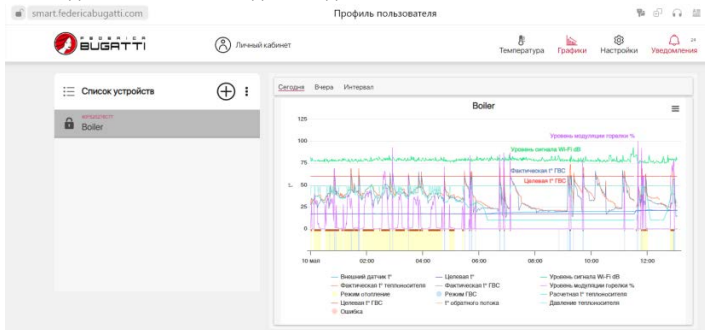 smart.federicabugatti.com
Профиль пользователя
FEDERICA
BUGATTI
Личный кабинет
Температура
Графики
Настройки
Уведомления
Список устройств
Boiler
Сегодня Вчера Интервал
Boiler
125
100
75
50
25
0
t°
Уровень модуляции горелки %
Уровень сигнала Wi-Fi dB
Фактическая t° ГВС
Целевая t° ГВС
10 мая 02:00 04:00 06:00 08:00 10:00 12:00
Внешний датчик t° Целевая t° Уровень сигнала Wi-Fi dB
Фактическая t° теплоносителя Фактическая t° ГВС Уровень модуляции горелки %
Режим отопление Режим ГВС Расчетная t° теплоносителя
Целевая t° ГВС t° обратного потока Давление теплоносителя
Ошибка